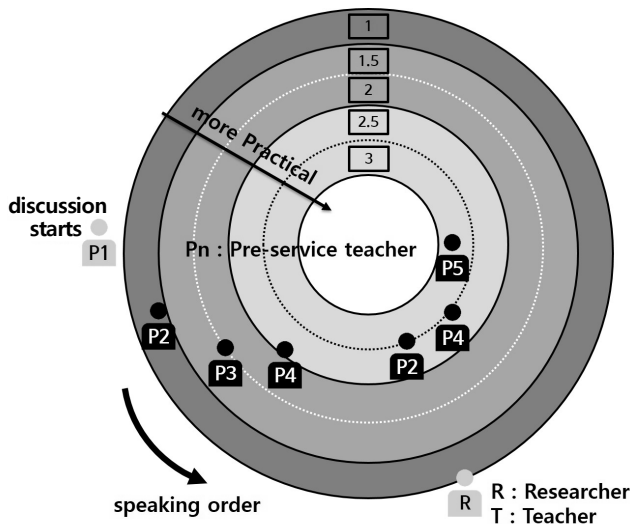 1
1.5
2
2.5
3
more Practical
discussion
starts
P1
Pn : Pre-service teacher
P5
P2
P3
P4
P2
P4
speaking order
R
R : Researcher
T : Teacher